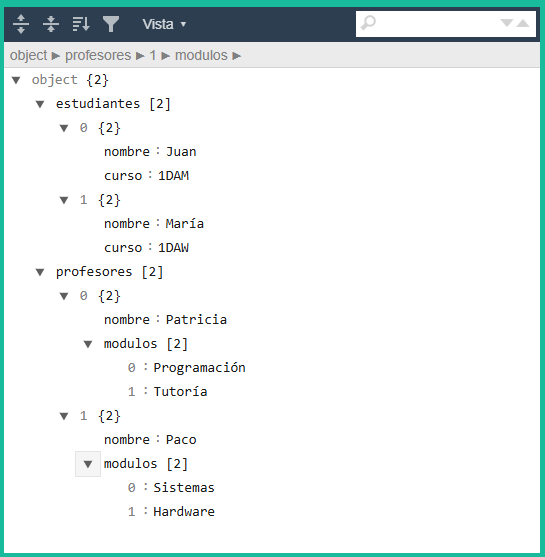 Vista
object ▶ profesores ▶ 1 ▶ modulos ▶
object {2}
estudiantes [2]
0 {2}
nombre : Juan
curso : 1DAM
1 {2}
nombre : María
curso : 1DAW
profesores [2]
0 {2}
nombre : Patricia
modulos [2]
0 : Programación
1 : Tutoría
1 {2}
nombre : Paco
modulos [2]
0 : Sistemas
1 : Hardware